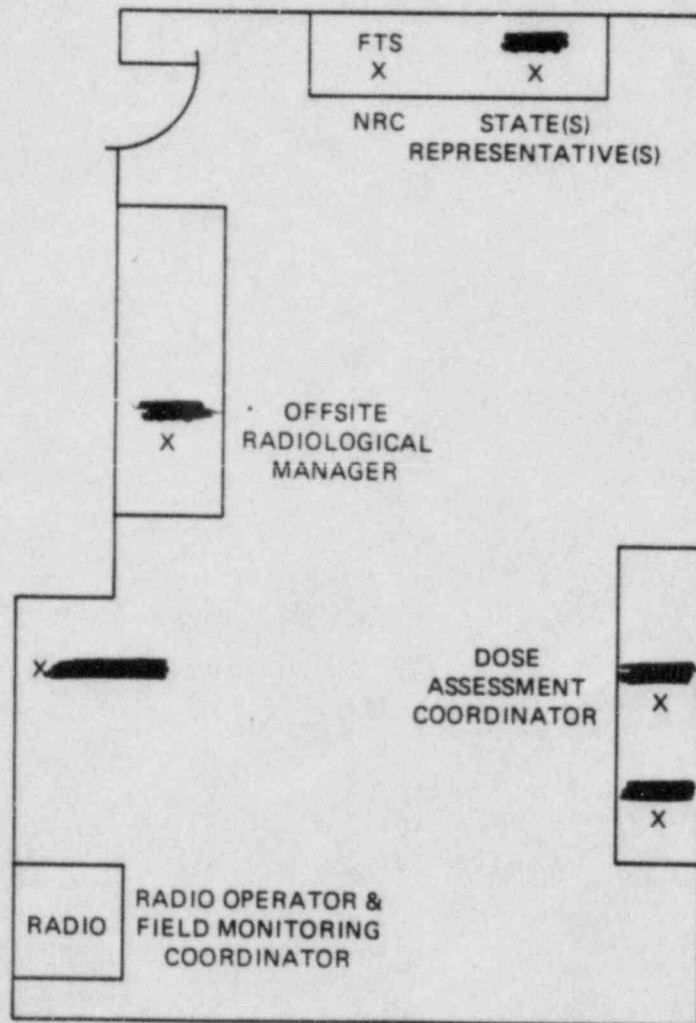 FTS
X X
NRC STATE(S)
REPRESENTATIVE(S)
X
OFFSITE
RADIOLOGICAL
MANAGER
X
DOSE
ASSESSMENT
COORDINATOR
X
X
RADIO
RADIO OPERATOR &
FIELD MONITORING
COORDINATOR